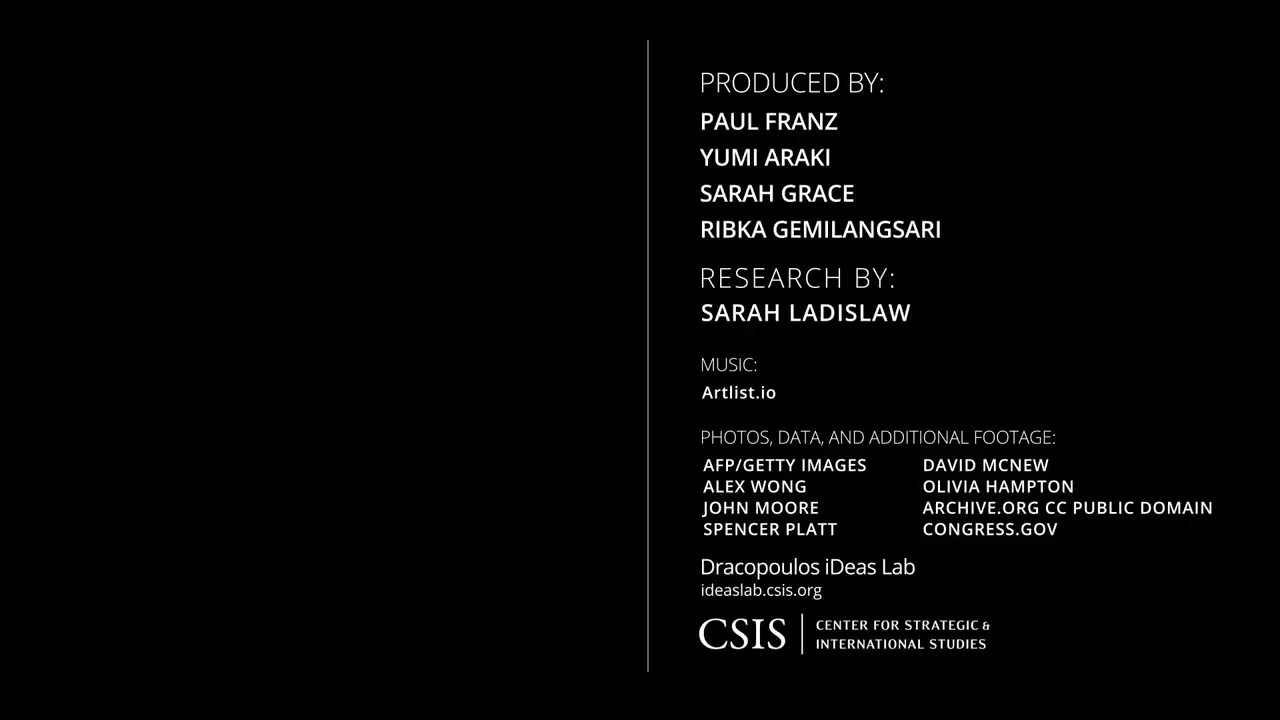 PRODUCED BY:
PAUL FRANZ
YUMI ARAKI
SARAH GRACE
RIBKA GEMILANGSARI
RESEARCH BY:
SARAH LADISLAW
MUSIC:
Artlist.io
PHOTOS, DATA, AND ADDITIONAL FOOTAGE:
AFP/GETTY IMAGES
ALEX WONG
JOHN MOORE
SPENCER PLATT
DAVID MCNEW
OLIVIA HAMPTON
ARCHIVE.ORG CC PUBLIC DOMAIN
CONGRESS.GOV
Dracopoulos iDeas Lab
ideaslab.csis.org
CSIS
CENTER FOR STRATEGIC &
INTERNATIONAL STUDIES